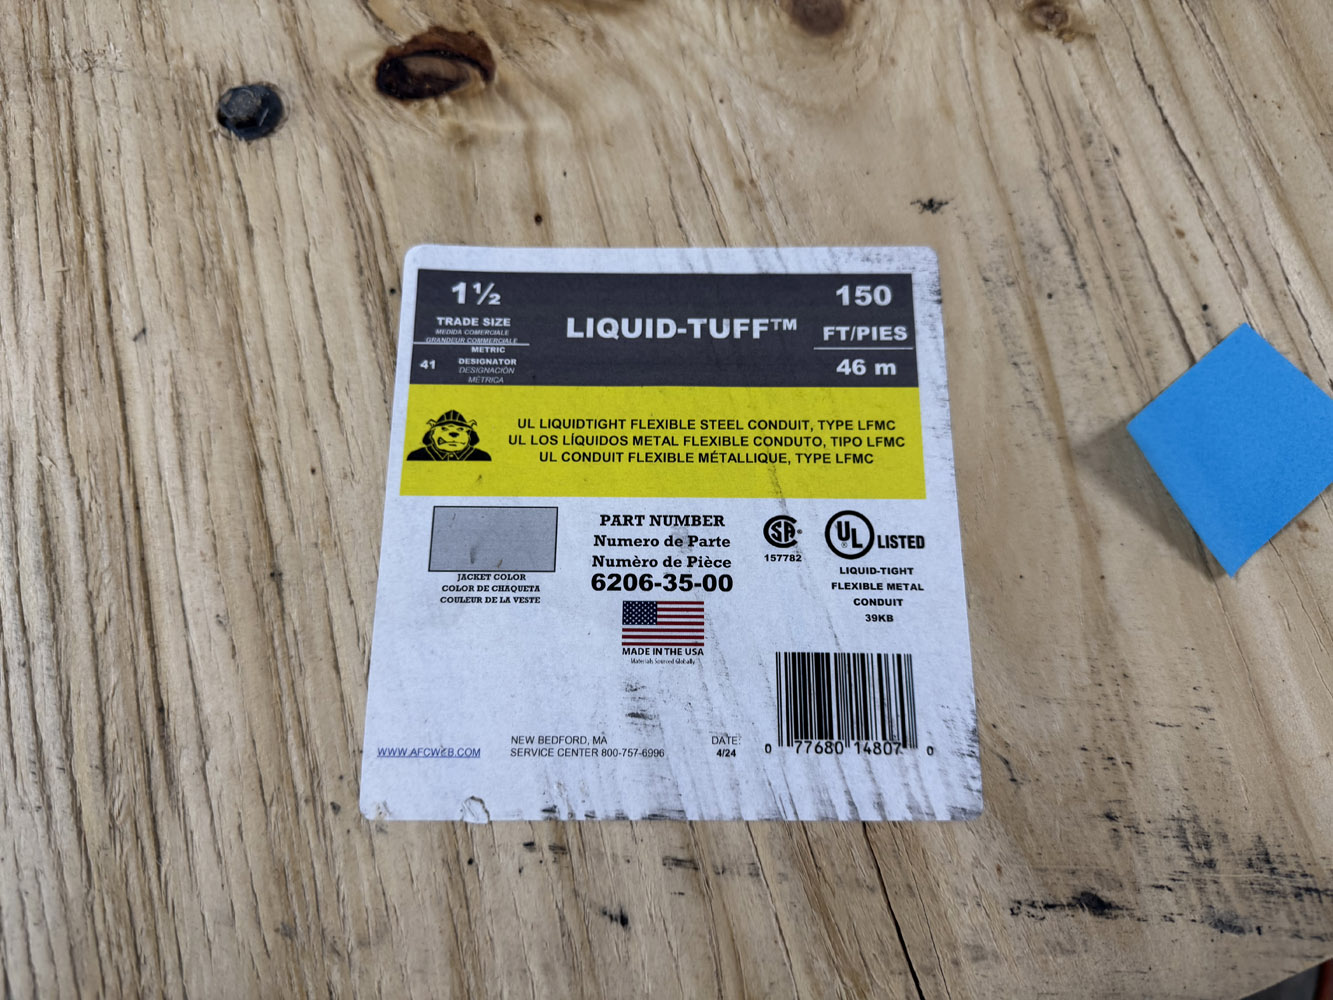 1½
TRADE SIZE
MEDIDA COMERCIALE
GRANDEUR COMMERCIALE
METRIC
41 DESIGNATOR
DESIGNACIÓN
MÉTRICA
LIQUID-TUFF™
150
FT/PIES
46 m
UL LIQUIDTIGHT FLEXIBLE STEEL CONDUIT, TYPE LFMC
UL LOS LÍQUIDOS METAL FLEXIBLE CONDUTO, TIPO LFMC
UL CONDUIT FLEXIBLE MÉTALLIQUE, TYPE LFMC
JACKET COLOR
COLOR DE CHAQUETA
COULEUR DE LA VESTE
PART NUMBER
Numero de Parte
Numèro de Pièce
6206-35-00
MADE IN THE USA
Materials Sourced Globally
SA ®
157782
UL ® LISTED
LIQUID-TIGHT
FLEXIBLE METAL
CONDUIT
39KB
WWW.AFCWEB.COM
NEW BEDFORD, MA
SERVICE CENTER 800-757-6996
DATE:
4/24
0 77680 14807 0